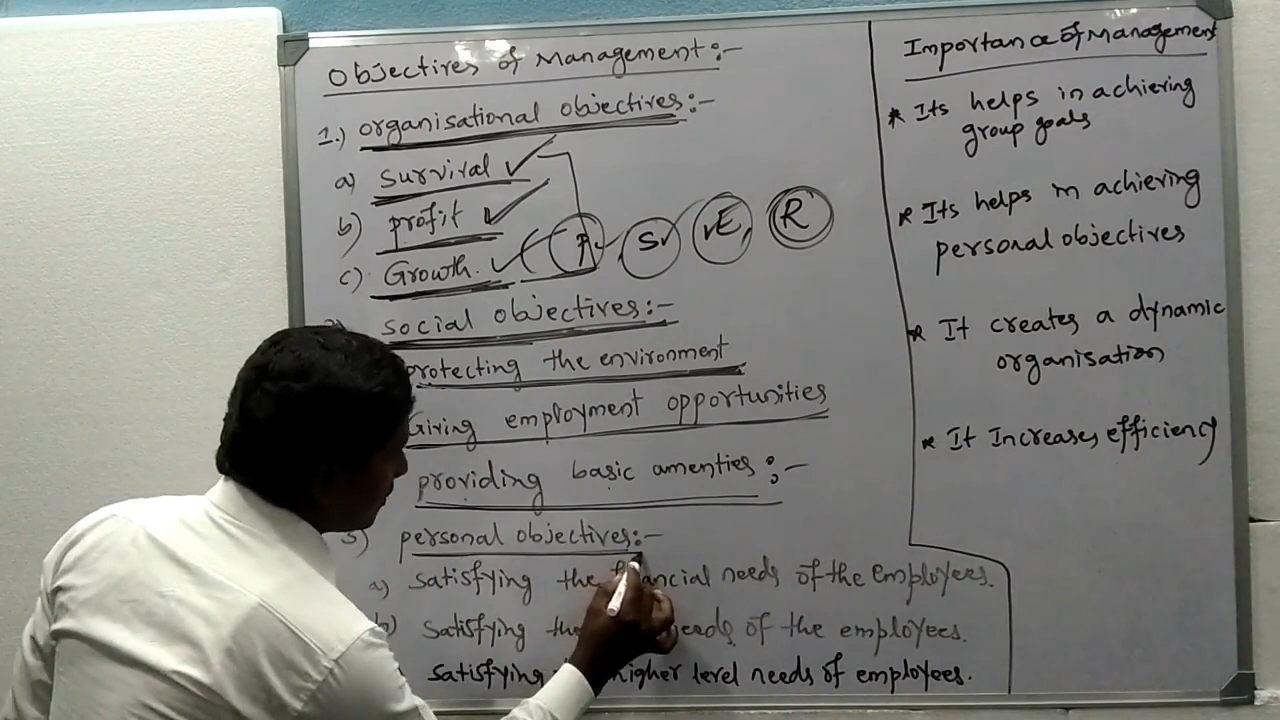 Objectives of Management:-
1.) organisational objectives:-
a) survival
b) profit
c) Growth.
P, S, E, R
social objectives:-
protecting the environment
Giving employment opportunities
providing basic amenties:-
3) personal objectives:-
a) satisfying the financial needs of the employees.
b) satisfying the needs of the employees.
satisfying higher level needs of employees.
Importance of Management
* Its helps in achieving
group goals
* Its helps in achieving
personal objectives
* It creates a dynamic
organisation
* It Increases efficiency